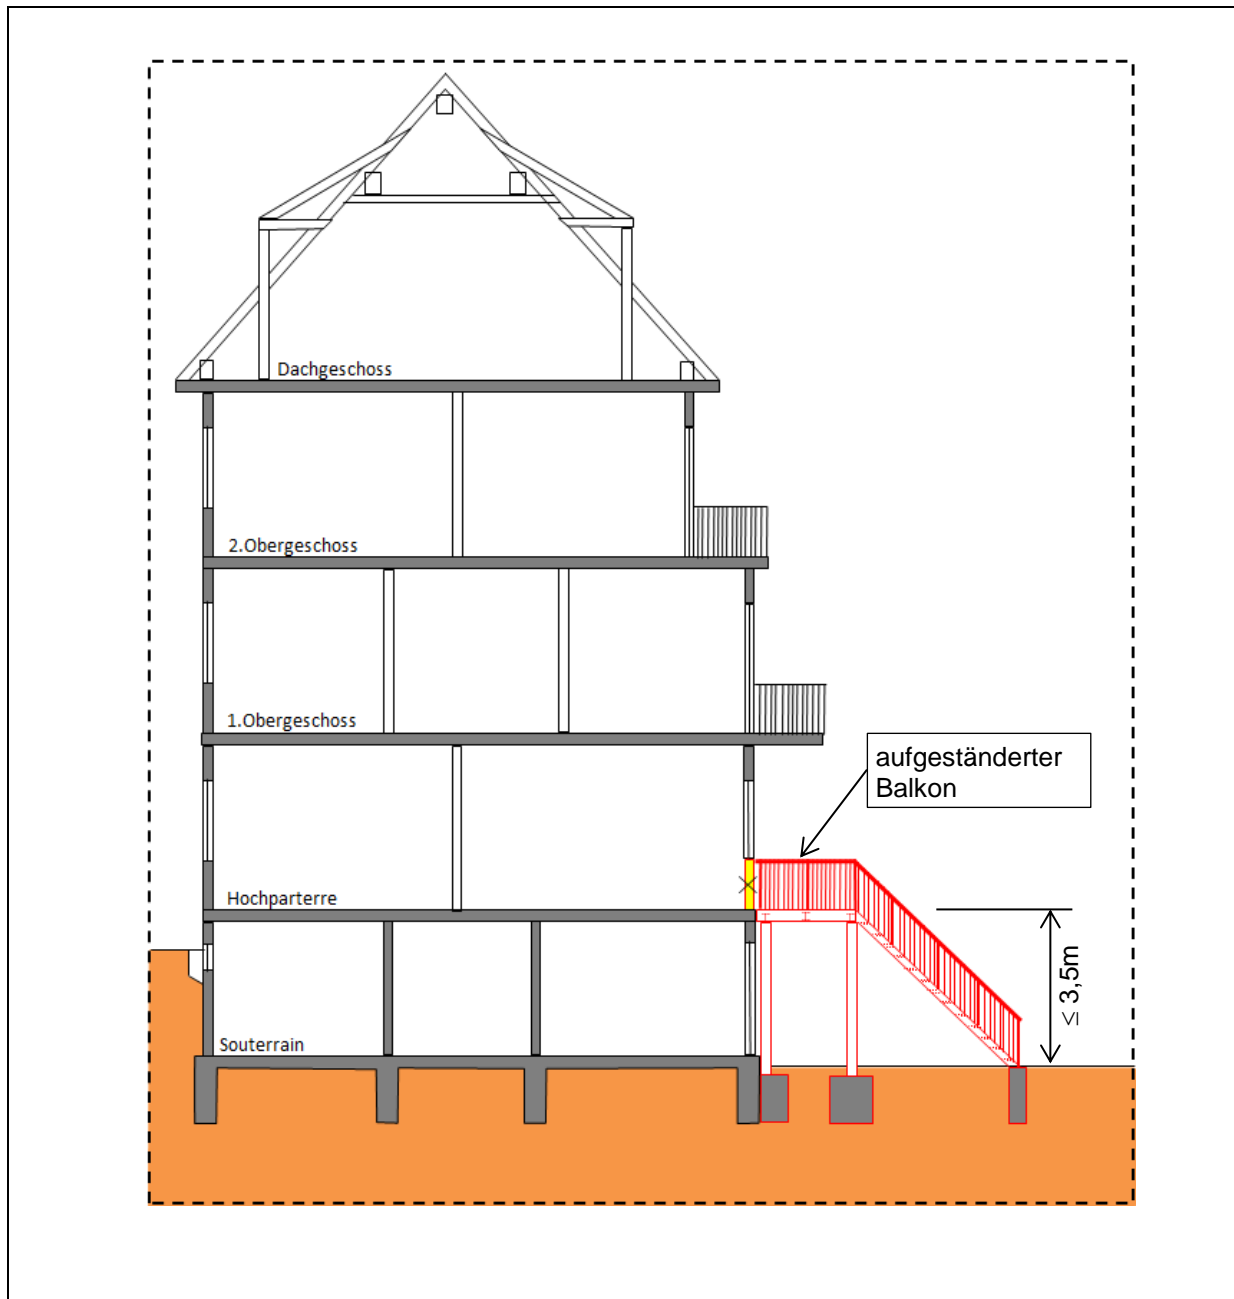 Dachgeschoss
2.Obergeschoss
1.Obergeschoss
aufgeständerter
Balkon
Hochparterre
≤ 3,5m
Souterrain